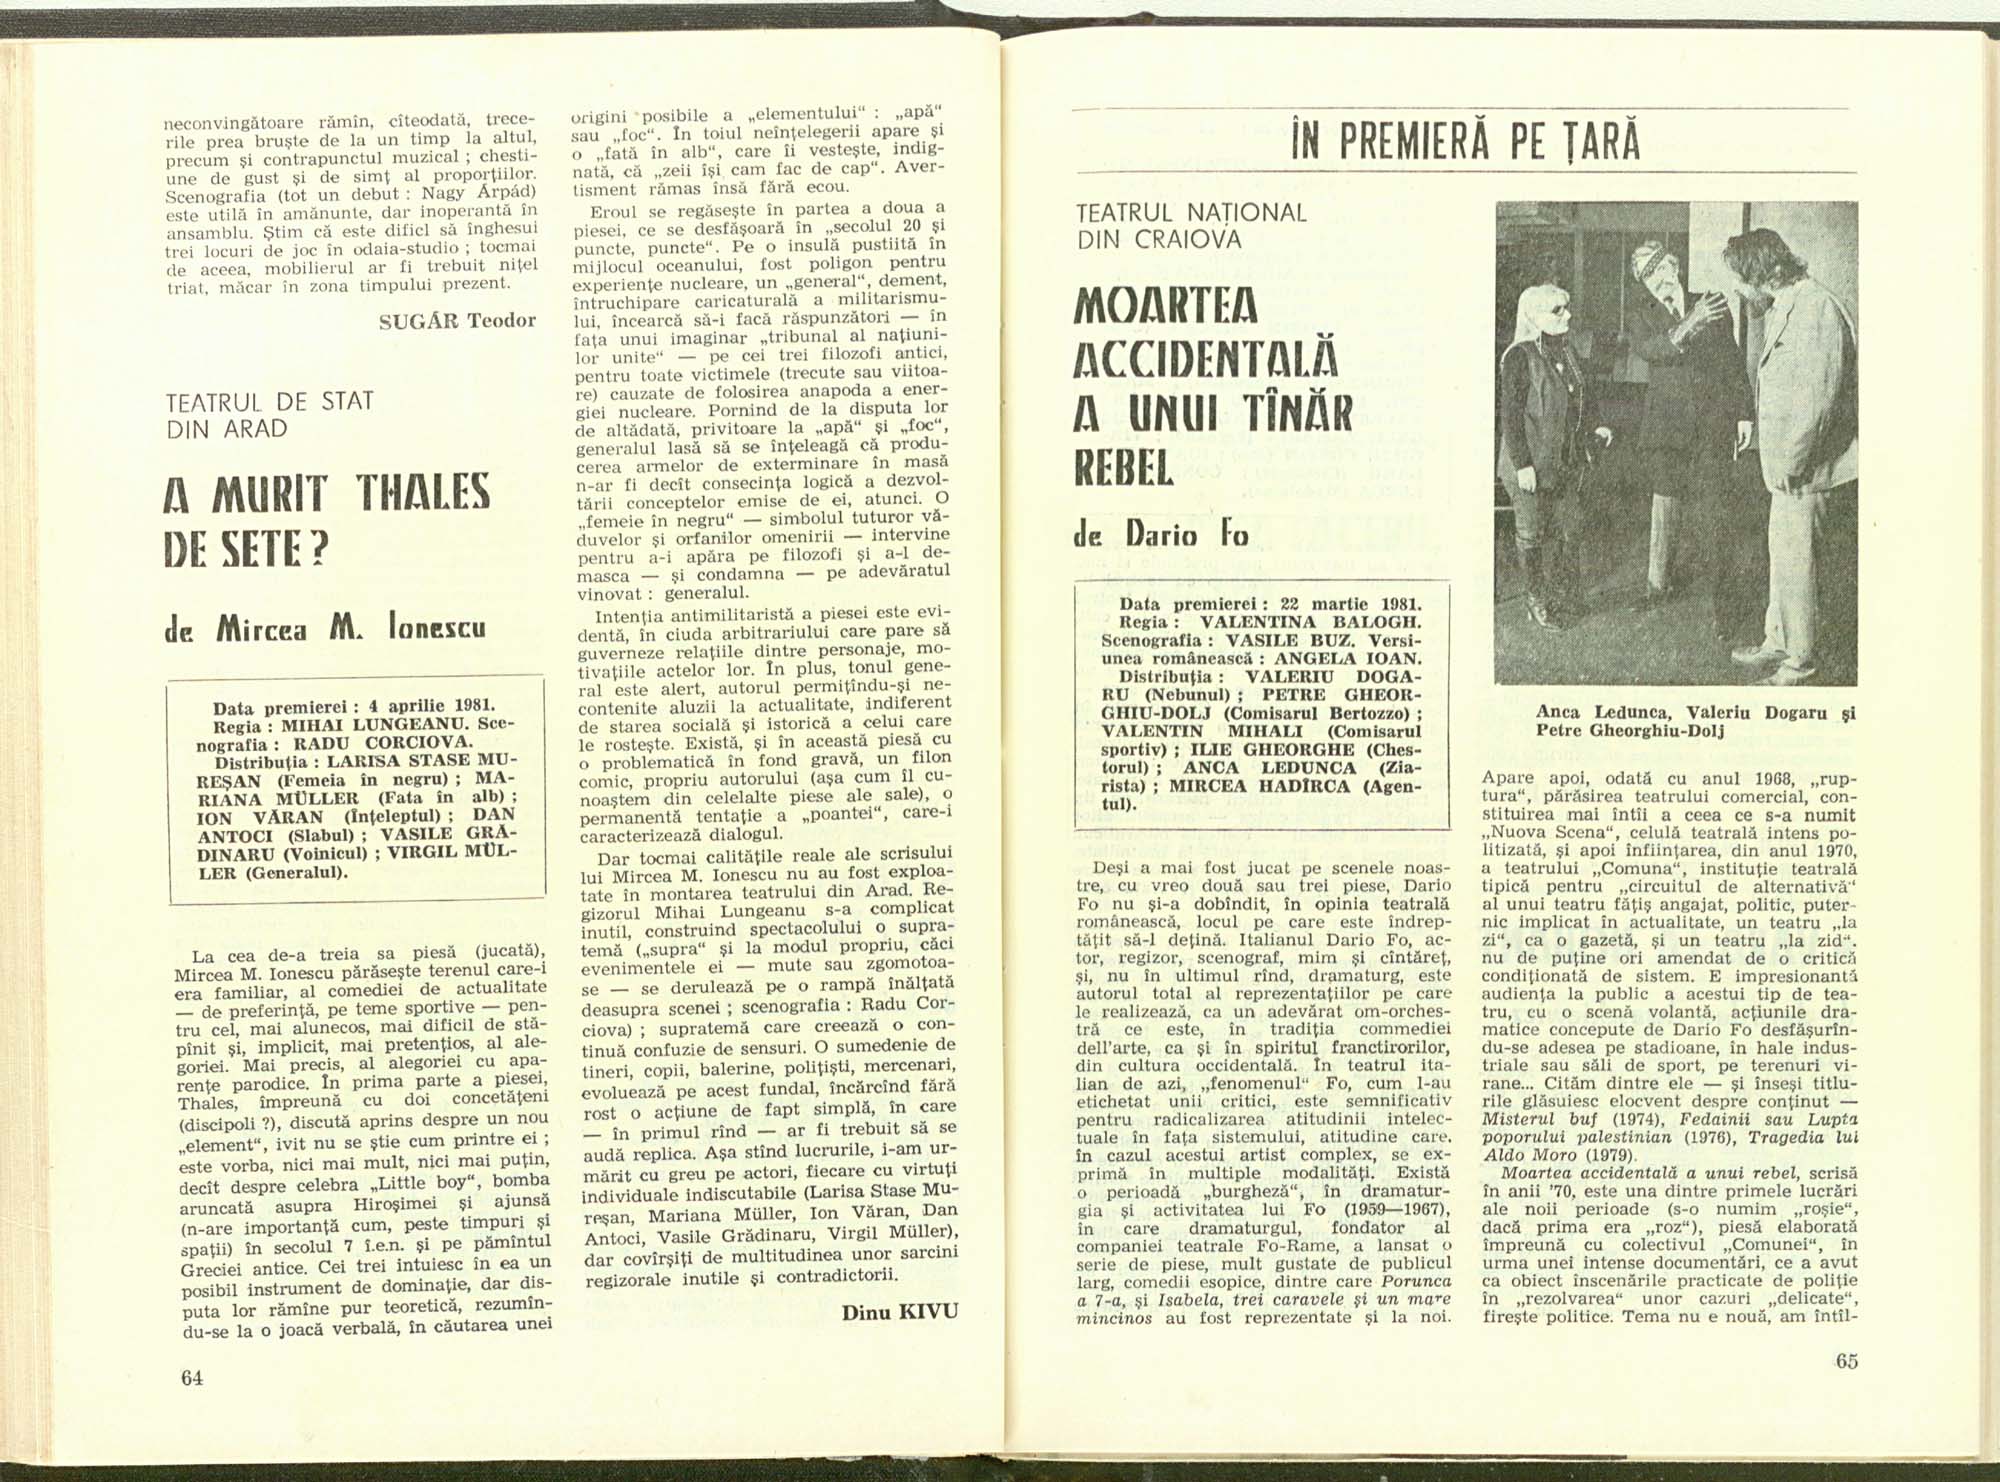 neconvingătoare rămîn, cîteodată, trece-
rile prea bruște de la un timp la altul,
precum și contrapunctul muzical ; chesti-
une de gust și de simț al proporțiilor.
Scenografia (tot un debut : Nagy Árpád)
este utilă în amănunte, dar inoperantă în
ansamblu. Știm că este dificl să înghesui
trei locuri de joc în odaia-studio ; tocmai
de aceea, mobilierul ar fi trebuit nițel
triat, măcar în zona timpului prezent.
SUGÁR Teodor
TEATRUL DE STAT
DIN ARAD
A MURIT THALES
DE SETE ?
de Mircea M. Ionescu
Data premierei : 4 aprilie 1981.
Regia : MIHAI LUNGEANU. Sce-
nografia : RADU CORCIOVA.
Distribuția : LARISA STASE MU-
REȘAN (Femeia în negru) ; MA-
RIANA MÜLLER (Fata în alb) ;
ION VĂRAN (Înțeleptul) ; DAN
ANTOCI (Slabul) ; VASILE GRĂ-
DINARU (Voinicul) ; VIRGIL MÜL-
LER (Generalul).
La cea de-a treia sa piesă (jucată),
Mircea M. Ionescu părăsește terenul care-i
era familiar, al comediei de actualitate
— de preferință, pe teme sportive — pen-
tru cel, mai alunecos, mai dificil de stă-
pînit și, implicit, mai pretențios, al ale-
goriei. Mai precis, al alegoriei cu apa-
rențe parodice. În prima parte a piesei,
Thales, împreună cu doi concetățeni
(discipoli ?), discută aprins despre un nou
„element“, ivit nu se știe cum printre ei ;
este vorba, nici mai mult, nici mai puțin,
decît despre celebra „Little boy“, bomba
aruncată asupra Hiroșimei și ajunsă
(n-are importanță cum, peste timpuri și
spații) în secolul 7 î.e.n. și pe pămîntul
Greciei antice. Cei trei intuiesc în ea un
posibil instrument de dominație, dar dis-
puta lor rămîne pur teoretică, rezumîn-
du-se la o joacă verbală, în căutarea unei
64
origini posibile a „elementului“ : „apă“
sau „foc“. În toiul neînțelegerii apare și
o „fată în alb“, care îi vestește, indig-
nată, că „zeii își cam fac de cap“. Aver-
tisment rămas însă fără ecou.
Eroul se regăsește în partea a doua a
piesei, ce se desfășoară în „secolul 20 și
puncte, puncte“. Pe o insulă pustiită în
mijlocul oceanului, fost poligon pentru
experiențe nucleare, un „general“, dement,
întruchipare caricaturală a militarismu-
lui, încearcă să-i facă răspunzători — în
fața unui imaginar „tribunal al națiuni-
lor unite“ — pe cei trei filozofi antici,
pentru toate victimele (trecute sau viitoa-
re) cauzate de folosirea anapoda a ener-
giei nucleare. Pornind de la disputa lor
de altădată, privitoare la „apă“ și „foc“,
generalul lasă să se înțeleagă că produ-
cerea armelor de exterminare în masă
n-ar fi decît consecința logică a dezvol-
tării conceptelor emise de ei, atunci. O
„femeie în negru“ — simbolul tuturor vă-
duvelor și orfanilor omenirii — intervine
pentru a-i apăra pe filozofi și a-l de-
masca — și condamna — pe adevăratul
vinovat : generalul.
Intenția antimilitaristă a piesei este evi-
dentă, în ciuda arbitrariului care pare să
guverneze relațiile dintre personaje, mo-
tivațiile actelor lor. În plus, tonul gene-
ral este alert, autorul permițîndu-și ne-
contenite aluzii la actualitate, indiferent
de starea socială și istorică a celui care
le rostește. Există, și în această piesă cu
o problematică în fond gravă, un filon
comic, propriu autorului (așa cum îl cu-
noaștem din celelalte piese ale sale), o
permanentă tentație a „poantei“, care-i
caracterizează dialogul.
Dar tocmai calitățile reale ale scrisului
lui Mircea M. Ionescu nu au fost exploa-
tate în montarea teatrului din Arad. Re-
gizorul Mihai Lungeanu s-a complicat
inutil, construind spectacolului o supra-
temă („supra“ și la modul propriu, căci
evenimentele ei — mute sau zgomotoa-
se — se derulează pe o rampă înălțată
deasupra scenei ; scenografia : Radu Cor-
ciova) ; supratemă care creează o con-
tinuă confuzie de sensuri. O sumedenie de
tineri, copii, balerine, polițiști, mercenari,
evoluează pe acest fundal, încărcînd fără
rost o acțiune de fapt simplă, în care
— în primul rînd — ar fi trebuit să se
audă replica. Așa stînd lucrurile, i-am ur-
mărit cu greu pe actori, fiecare cu virtuți
individuale indiscutabile (Larisa Stase Mu-
reșan, Mariana Müller, Ion Văran, Dan
Antoci, Vasile Grădinaru, Virgil Müller),
dar covîrșiți de multitudinea unor sarcini
regizorale inutile și contradictorii.
Dinu KIVU
ÎN PREMIERĂ PE ȚARĂ
TEATRUL NAȚIONAL
DIN CRAIOVA
MOARTEA
ACCIDENTALĂ
A UNUI TÎNĂR
REBEL
de Dario Fo
Data premierei : 22 martie 1981.
Regia : VALENTINA BALOGH.
Scenografia : VASILE BUZ. Versi-
unea românească : ANGELA IOAN.
Distribuția : VALERIU DOGA-
RU (Nebunul) ; PETRE GHEOR-
GHIU-DOLJ (Comisarul Bertozzo) ;
VALENTIN MIHALI (Comisarul
sportiv) ; ILIE GHEORGHE (Ches-
torul) ; ANCA LEDUNCA (Zia-
rista) ; MIRCEA HADÎRCA (Agen-
tul).
Deși a mai fost jucat pe scenele noas-
tre, cu vreo două sau trei piese, Dario
Fo nu și-a dobîndit, în opinia teatrală
românească, locul pe care este îndrep-
tățit să-l dețină. Italianul Dario Fo, ac-
tor, regizor, scenograf, mim și cîntăreț,
și, nu în ultimul rînd, dramaturg, este
autorul total al reprezentațiilor pe care
le realizează, ca un adevărat om-orches-
tră ce este, în tradiția commediei
dell'arte, ca și în spiritul franctirorilor,
din cultura occidentală. În teatrul ita-
lian de azi, „fenomenul“ Fo, cum l-au
etichetat unii critici, este semnificativ
pentru radicalizarea atitudinii intelec-
tuale în fața sistemului, atitudine care.
în cazul acestui artist complex, se ex-
primă în multiple modalități. Există
o perioadă „burgheză“, în dramatur-
gia și activitatea lui Fo (1959—1967),
în care dramaturgul, fondator al
companiei teatrale Fo-Rame, a lansat o
serie de piese, mult gustate de publicul
larg, comedii esopice, dintre care Porunca
a 7-a, și Isabela, trei caravele și un mare
mincinos au fost reprezentate și la noi.
Anca Ledunca, Valeriu Dogaru și
Petre Gheorghiu-Dolj
Apare apoi, odată cu anul 1968, „rup-
tura“, părăsirea teatrului comercial, con-
stituirea mai întîi a ceea ce s-a numit
„Nuova Scena“, celulă teatrală intens po-
litizată, și apoi înființarea, din anul 1970,
a teatrului „Comuna“, instituție teatrală
tipică pentru „circuitul de alternativă“
al unui teatru fățiș angajat, politic, puter-
nic implicat în actualitate, un teatru „la
zi“, ca o gazetă, și un teatru „la zid“.
nu de puține ori amendat de o critică
condiționată de sistem. E impresionantă
audiența la public a acestui tip de tea-
tru, cu o scenă volantă, acțiunile dra-
matice concepute de Dario Fo desfășurîn-
du-se adesea pe stadioane, în hale indus-
triale sau săli de sport, pe terenuri vi-
rane... Cităm dintre ele — și înseși titlu-
rile glăsuiesc elocvent despre conținut —
Misterul buf (1974), Fedainii sau Lupta
poporului palestinian (1976), Tragedia lui
Aldo Moro (1979).
Moartea accidentală a unui rebel, scrisă
în anii '70, este una dintre primele lucrări
ale noii perioade (s-o numim „roșie“,
dacă prima era „roz“), piesă elaborată
împreună cu colectivul „Comunei“, în
urma unei intense documentări, ce a avut
ca obiect înscenările practicate de poliție
în „rezolvarea“ unor cazuri „delicate“,
firește politice. Tema nu e nouă, am întîl-
65